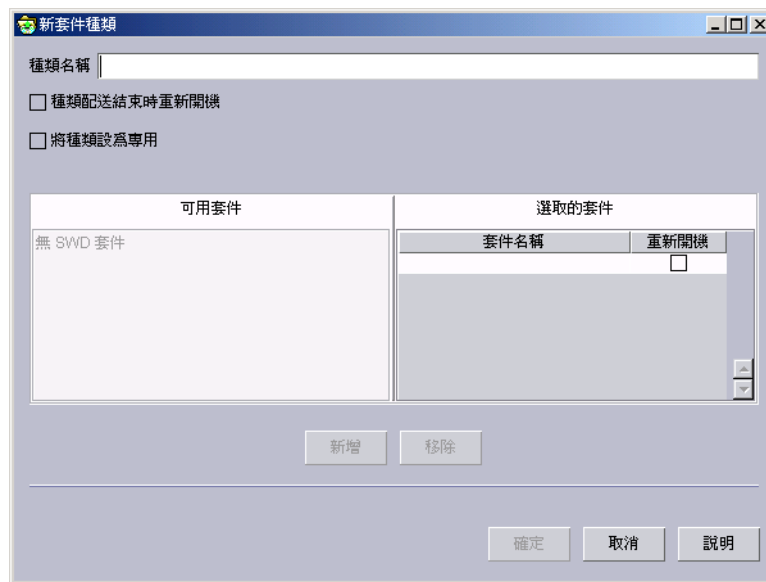 新套件種類
種類名稱
種類配送結束時重新開機
將種類設為專用
可用套件
選取的套件
無 SWD 套件
套件名稱
重新開機
新增
移除
確定
取消
說明